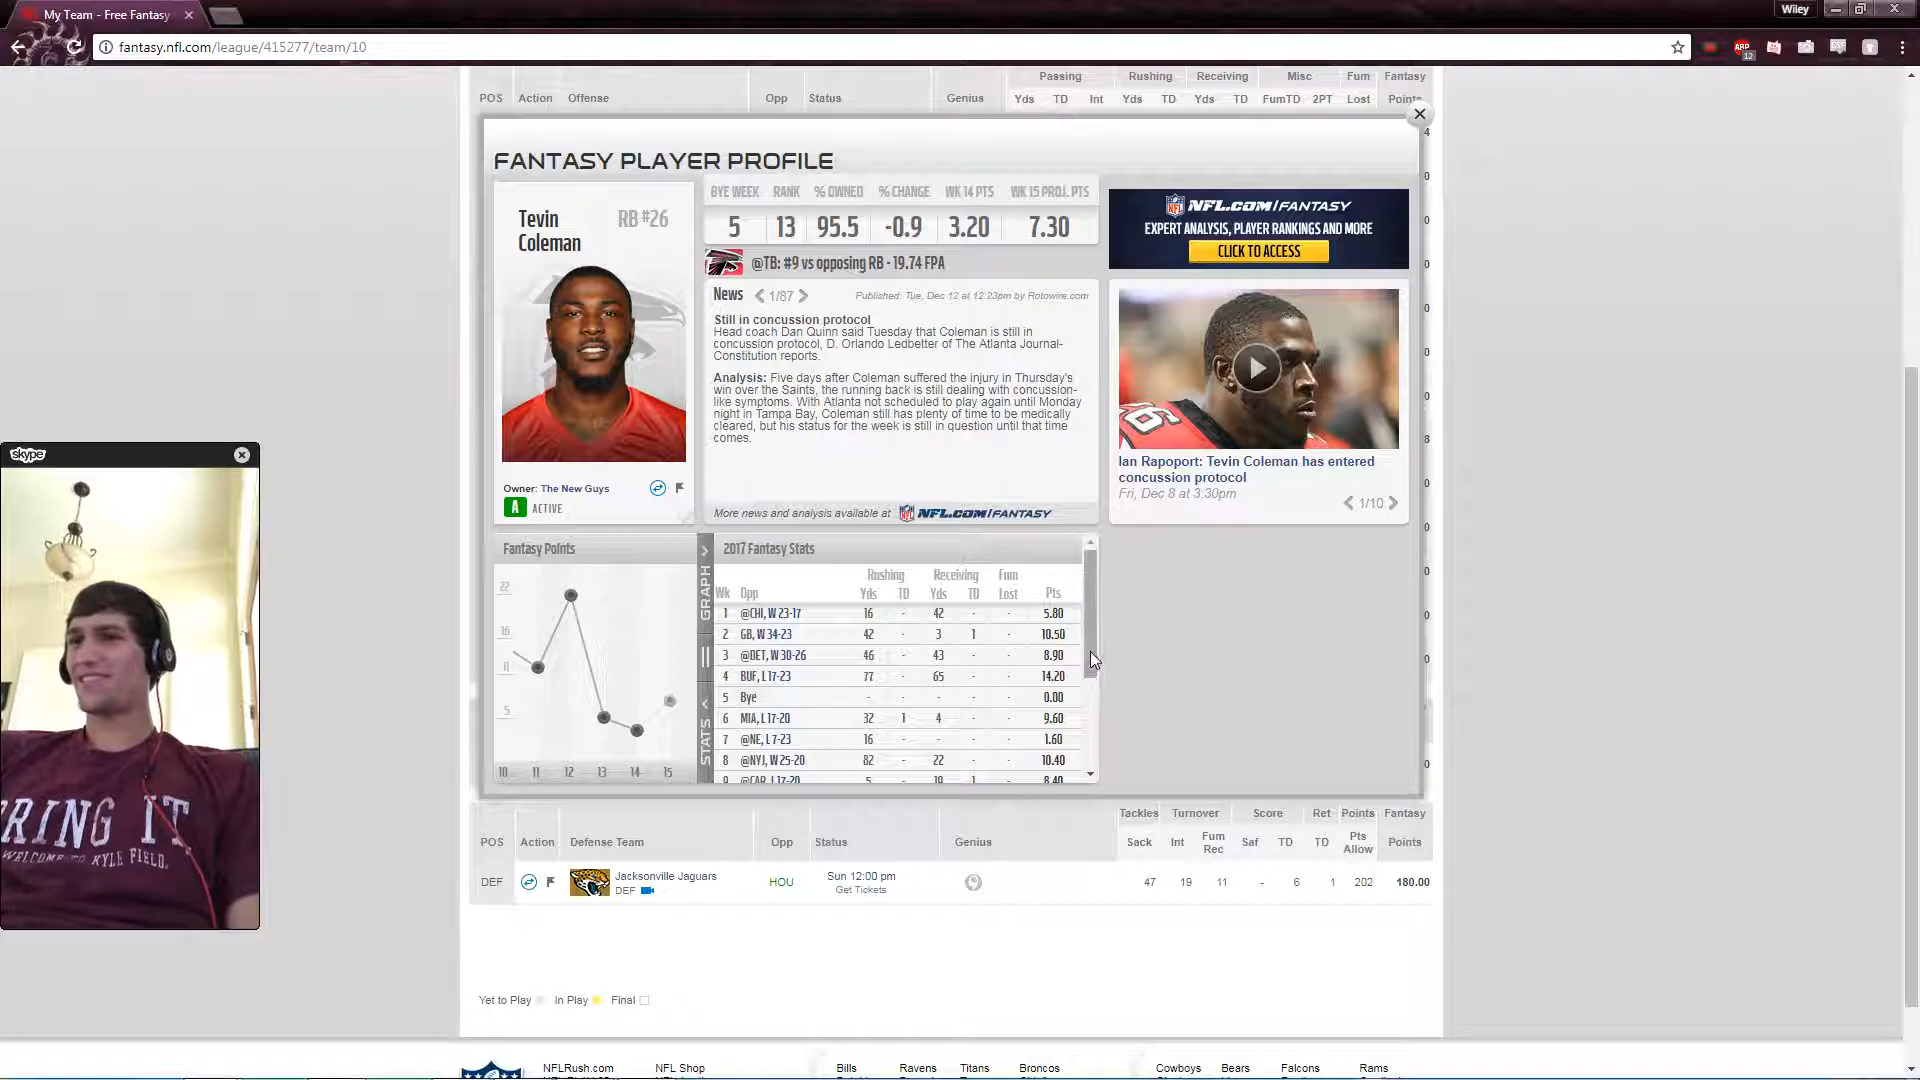 My Team - Free Fantasy
Wiley
fantasy.nfl.com/league/415277/team/10
ABP
12
Passing Rushing Receiving Misc Fum Fantasy
POS Action Offense Opp Status Genius Yds TD Int Yds TD Yds TD FumTD 2PT Lost Points
FANTASY PLAYER PROFILE
Tevin
Coleman
RB #26
BYE WEEK RANK % OWNED % CHANGE WK 14 PTS WK 15 PROJ. PTS
5 13 95.5 -0.9 3.20 7.30
@TB: #9 vs opposing RB - 19.74 FPA
NFL.COM/FANTASY
EXPERT ANALYSIS, PLAYER RANKINGS AND MORE
CLICK TO ACCESS
News 1/87 Published: Tue, Dec 12 at 12:23pm by Rotowire.com
Still in concussion protocol
Head coach Dan Quinn said Tuesday that Coleman is still in
concussion protocol, D. Orlando Ledbetter of The Atlanta Journal-
Constitution reports.
Analysis: Five days after Coleman suffered the injury in Thursday's
win over the Saints, the running back is still dealing with concussion-
like symptoms. With Atlanta not scheduled to play again until Monday
night in Tampa Bay, Coleman still has plenty of time to be medically
cleared, but his status for the week is still in question until that time
comes.
More news and analysis available at NFL.COM/FANTASY
Ian Rapoport: Tevin Coleman has entered
concussion protocol
Fri, Dec 8 at 3:30pm
1/10
Owner: The New Guys
A ACTIVE
Fantasy Points
22
16
11
5
10 11 12 13 14 15
GRAPH
STATS
2017 Fantasy Stats
Rushing Receiving Fum
Wk Opp Yds TD Yds TD Lost Pts
1 @CHI, W 23-17 16 - 42 - - 5.80
2 GB, W 34-23 42 - 3 1 - 10.50
3 @DET, W 30-26 46 - 43 - - 8.90
4 BUF, L 17-23 77 - 65 - - 14.20
5 Bye - - - - - 0.00
6 MIA, L 17-20 32 1 4 - - 9.60
7 @NE, L 7-23 16 - - - - 1.60
8 @NYJ, W 25-20 82 - 22 - - 10.40
9 @CAR, L 17-20 5 - 19 1 - 8.40
skype
BRING IT
WELCOME TO KYLE FIELD.
Tackles Turnover Score Ret Points Fantasy
POS Action Defense Team Opp Status Genius Sack Int Fum Rec Saf TD TD Pts Allow Points
DEF Jacksonville Jaguars HOU Sun 12:00 pm 47 19 11 - 6 1 202 180.00
DEF Get Tickets
Yet to Play In Play Final
NFLRush.com NFL Shop Bills Ravens Titans Broncos Cowboys Bears Falcons Rams